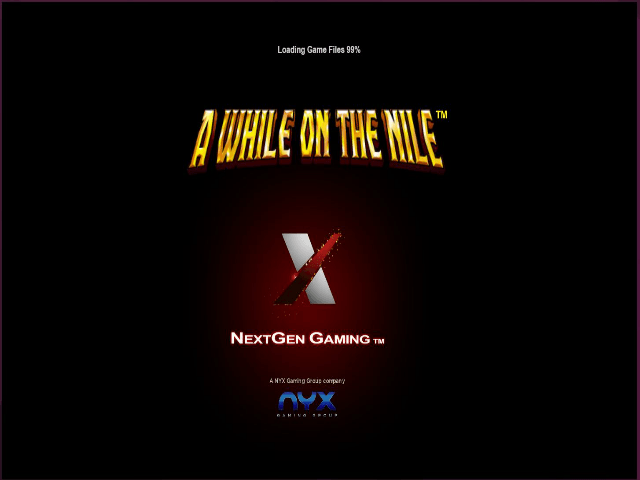 Loading Game Files 99%
A WHILE ON THE NILE™
NEXTGEN GAMING TM
A NYX Gaming Group company
nyx
GAMING GROUP